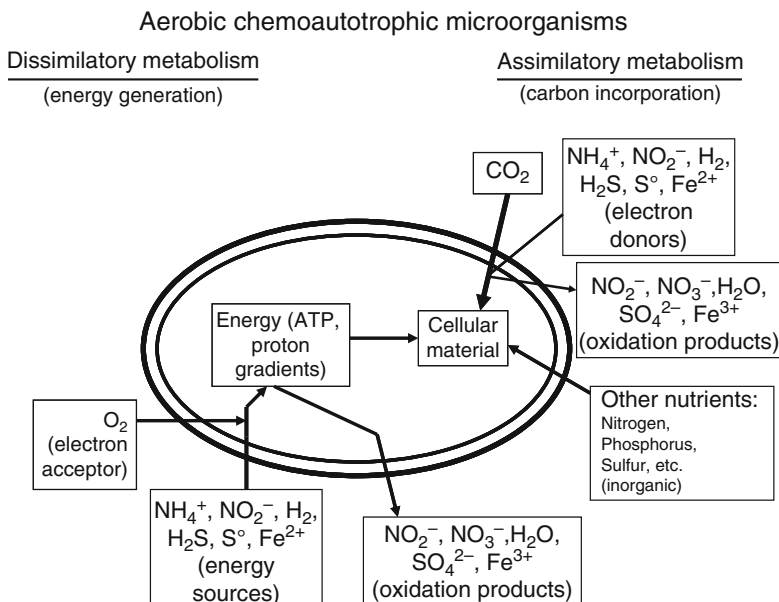 Aerobic chemoautotrophic microorganisms
Dissimilatory metabolism
(energy generation)
Assimilatory metabolism
(carbon incorporation)
CO₂
NH₄⁺, NO₂⁻, H₂,
H₂S, S°, Fe²⁺
(electron
donors)
NO₂⁻, NO₃⁻,H₂O,
SO₄²⁻, Fe³⁺
(oxidation products)
Energy (ATP,
proton
gradients)
Cellular
material
Other nutrients:
Nitrogen,
Phosphorus,
Sulfur, etc.
(inorganic)
O₂
(electron
acceptor)
NH₄⁺, NO₂⁻, H₂,
H₂S, S°, Fe²⁺
(energy
sources)
NO₂⁻, NO₃⁻,H₂O,
SO₄²⁻, Fe³⁺
(oxidation products)